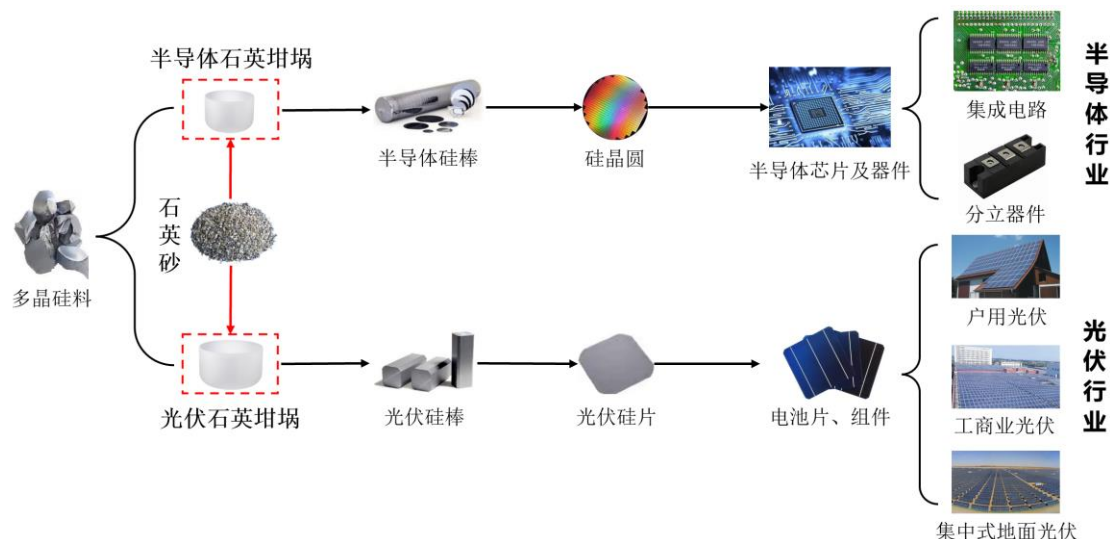 半导体石英坩埚
半导体硅棒
硅晶圆
半导体芯片及器件
集成电路
分立器件
半导体行业
多晶硅料
石英砂
光伏石英坩埚
光伏硅棒
光伏硅片
电池片、组件
户用光伏
工商业光伏
集中式地面光伏
光伏行业